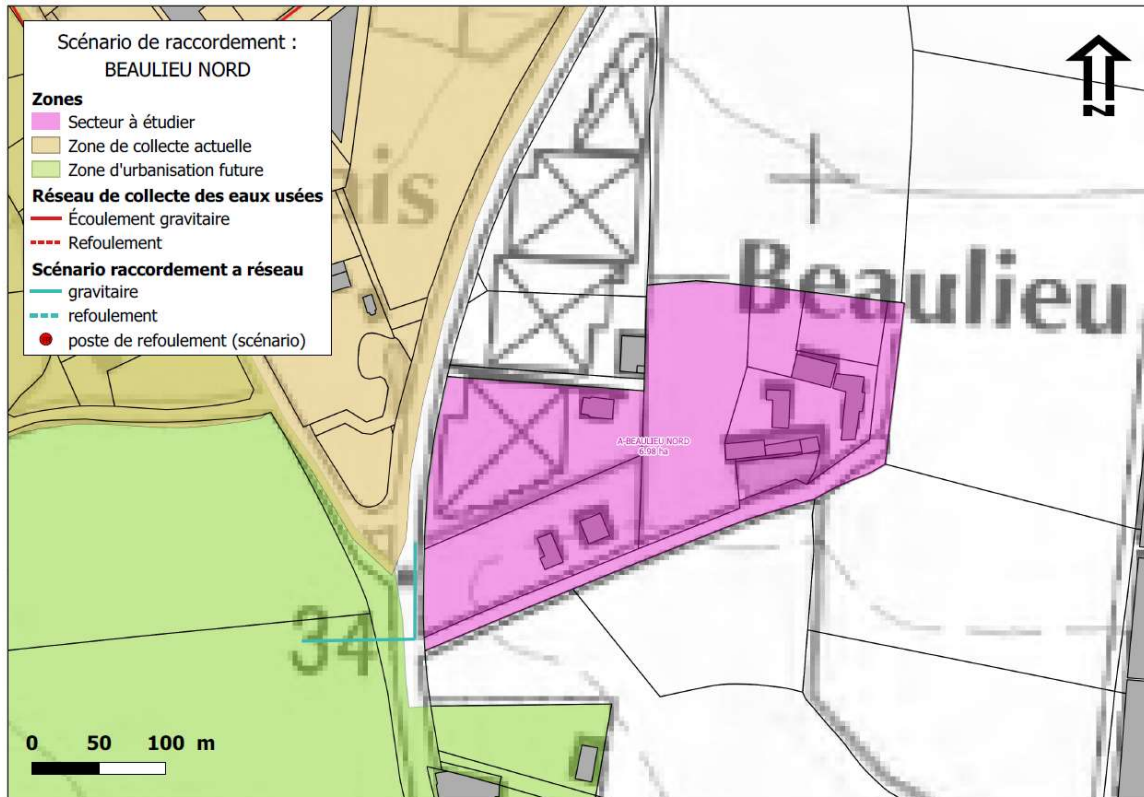 Scénario de raccordement :
BEAULIEU NORD
Zones
Secteur à étudier
Zone de collecte actuelle
Zone d'urbanisation future
Réseau de collecte des eaux usées
Écoulement gravitaire
Refoulement
Scénario raccordement a réseau
gravitaire
refoulement
poste de refoulement (scénario)
N
ais
Beaulieu
A-BEAULIEU NORD
6.98 ha
34
0 50 100 m